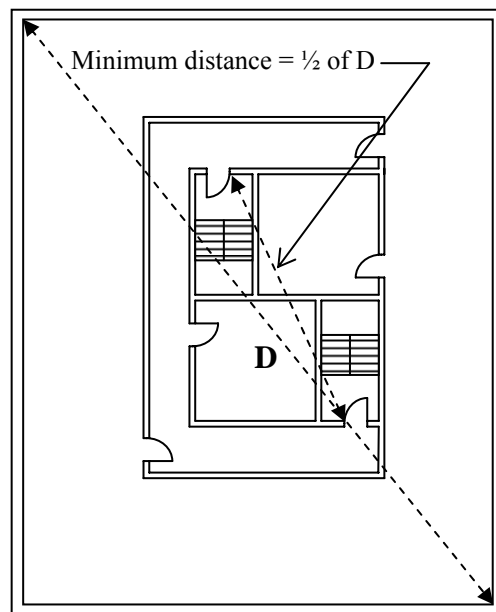 Minimum distance = ½ of D
D